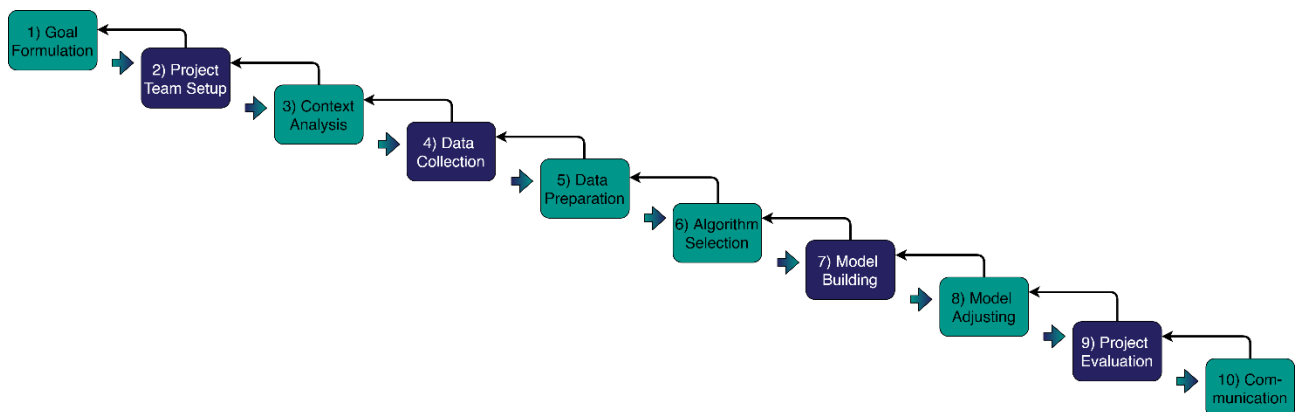 1) Goal
Formulation
2) Project
Team Setup
3) Context
Analysis
4) Data
Collection
5) Data
Preparation
6) Algorithm
Selection
7) Model
Building
8) Model
Adjusting
9) Project
Evaluation
10) Com-
munication